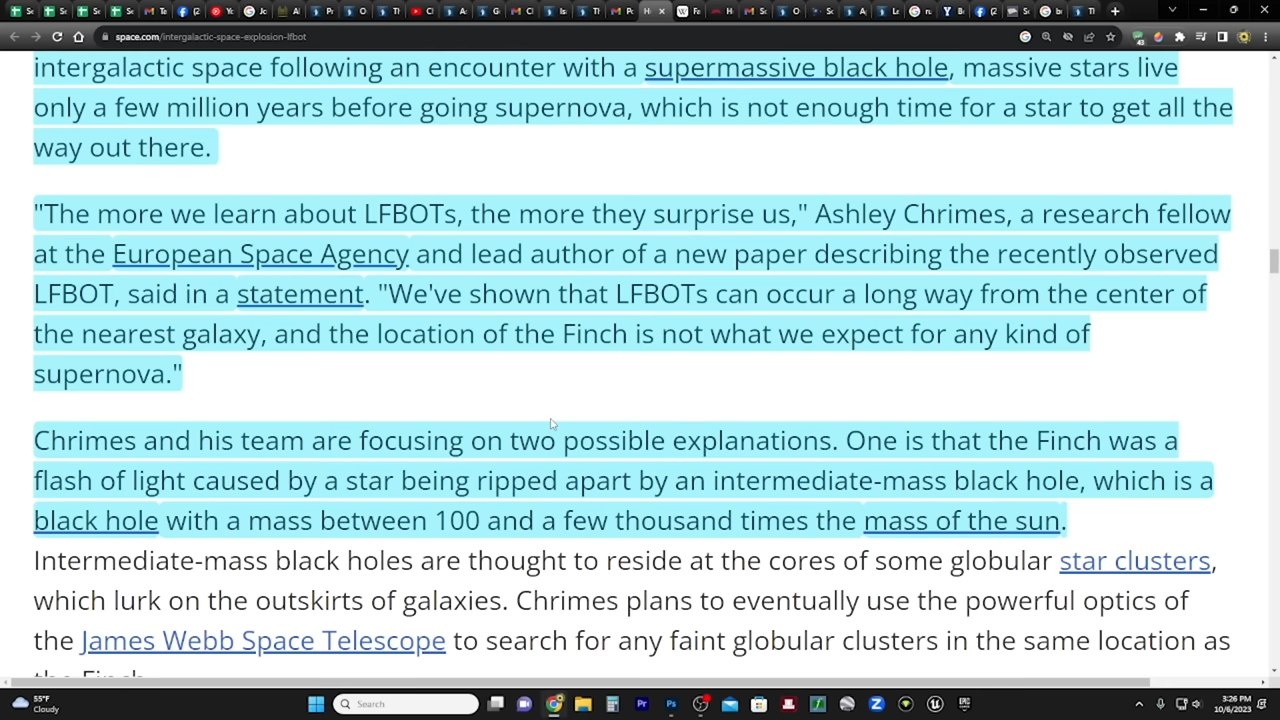 space.com/intergalactic-space-explosion-lfbot
intergalactic space following an encounter with a supermassive black hole, massive stars live
only a few million years before going supernova, which is not enough time for a star to get all the
way out there.
"The more we learn about LFBOTs, the more they surprise us," Ashley Chrimes, a research fellow
at the European Space Agency and lead author of a new paper describing the recently observed
LFBOT, said in a statement. "We've shown that LFBOTs can occur a long way from the center of
the nearest galaxy, and the location of the Finch is not what we expect for any kind of
supernova."
Chrimes and his team are focusing on two possible explanations. One is that the Finch was a
flash of light caused by a star being ripped apart by an intermediate-mass black hole, which is a
black hole with a mass between 100 and a few thousand times the mass of the sun.
Intermediate-mass black holes are thought to reside at the cores of some globular star clusters,
which lurk on the outskirts of galaxies. Chrimes plans to eventually use the powerful optics of
the James Webb Space Telescope to search for any faint globular clusters in the same location as
the Finch
55°F
Cloudy
Search
3:26 PM
10/6/2023